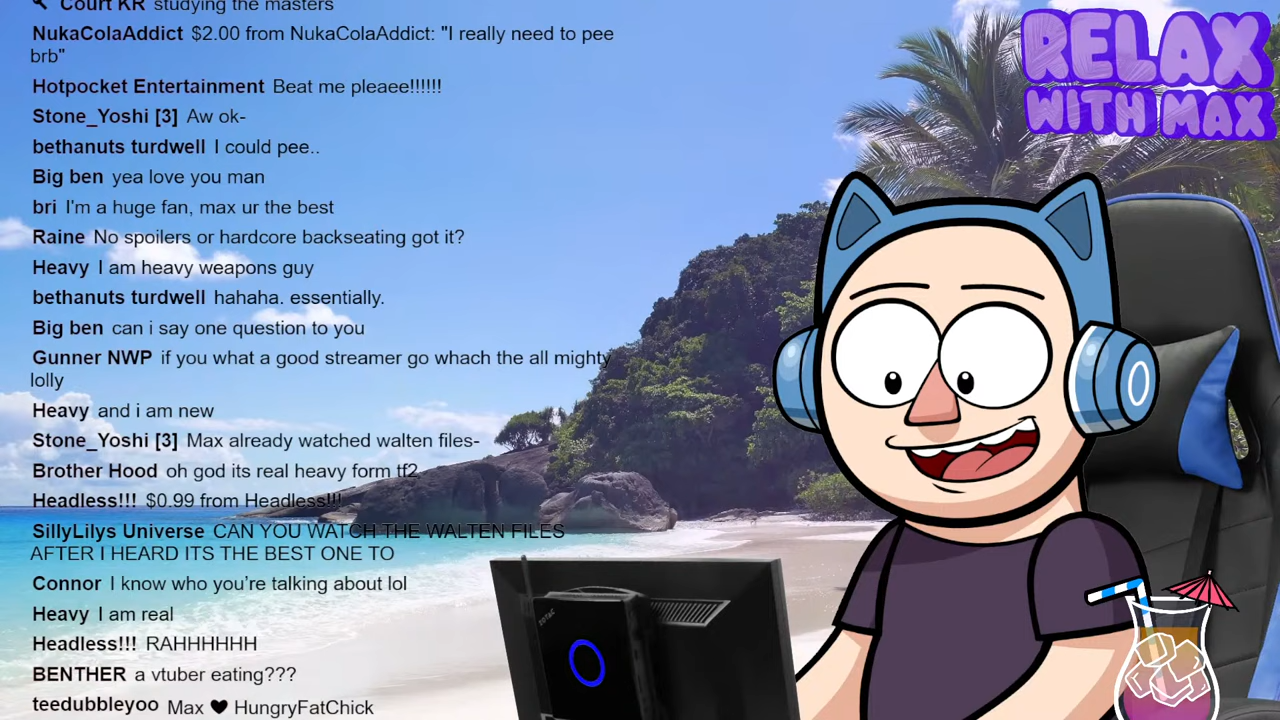 Court KR studying the masters
RELAX
WITH MAX
NukaColaAddict $2.00 from NukaColaAddict: "I really need to pee
brb"
Hotpocket Entertainment Beat me pleaee!!!!!!
Stone_Yoshi [3] Aw ok-
bethanuts turdwell I could pee..
Big ben yea love you man
bri I'm a huge fan, max ur the best
Raine No spoilers or hardcore backseating got it?
Heavy I am heavy weapons guy
bethanuts turdwell hahaha. essentially.
Big ben can i say one question to you
Gunner NWP if you what a good streamer go whach the all mighty
lolly
Heavy and i am new
Stone_Yoshi [3] Max already watched walten files-
Brother Hood oh god its real heavy form tf2
Headless!!! $0.99 from Headless!!!
SillyLilys Universe CAN YOU WATCH THE WALTEN FILES
AFTER I HEARD ITS THE BEST ONE TO
Connor I know who you’re talking about lol
Heavy I am real
Headless!!! RAHHHHHH
BENTHER a vtuber eating???
teedubbleyoo Max 🖤 HungryFatChick
ZOTAC